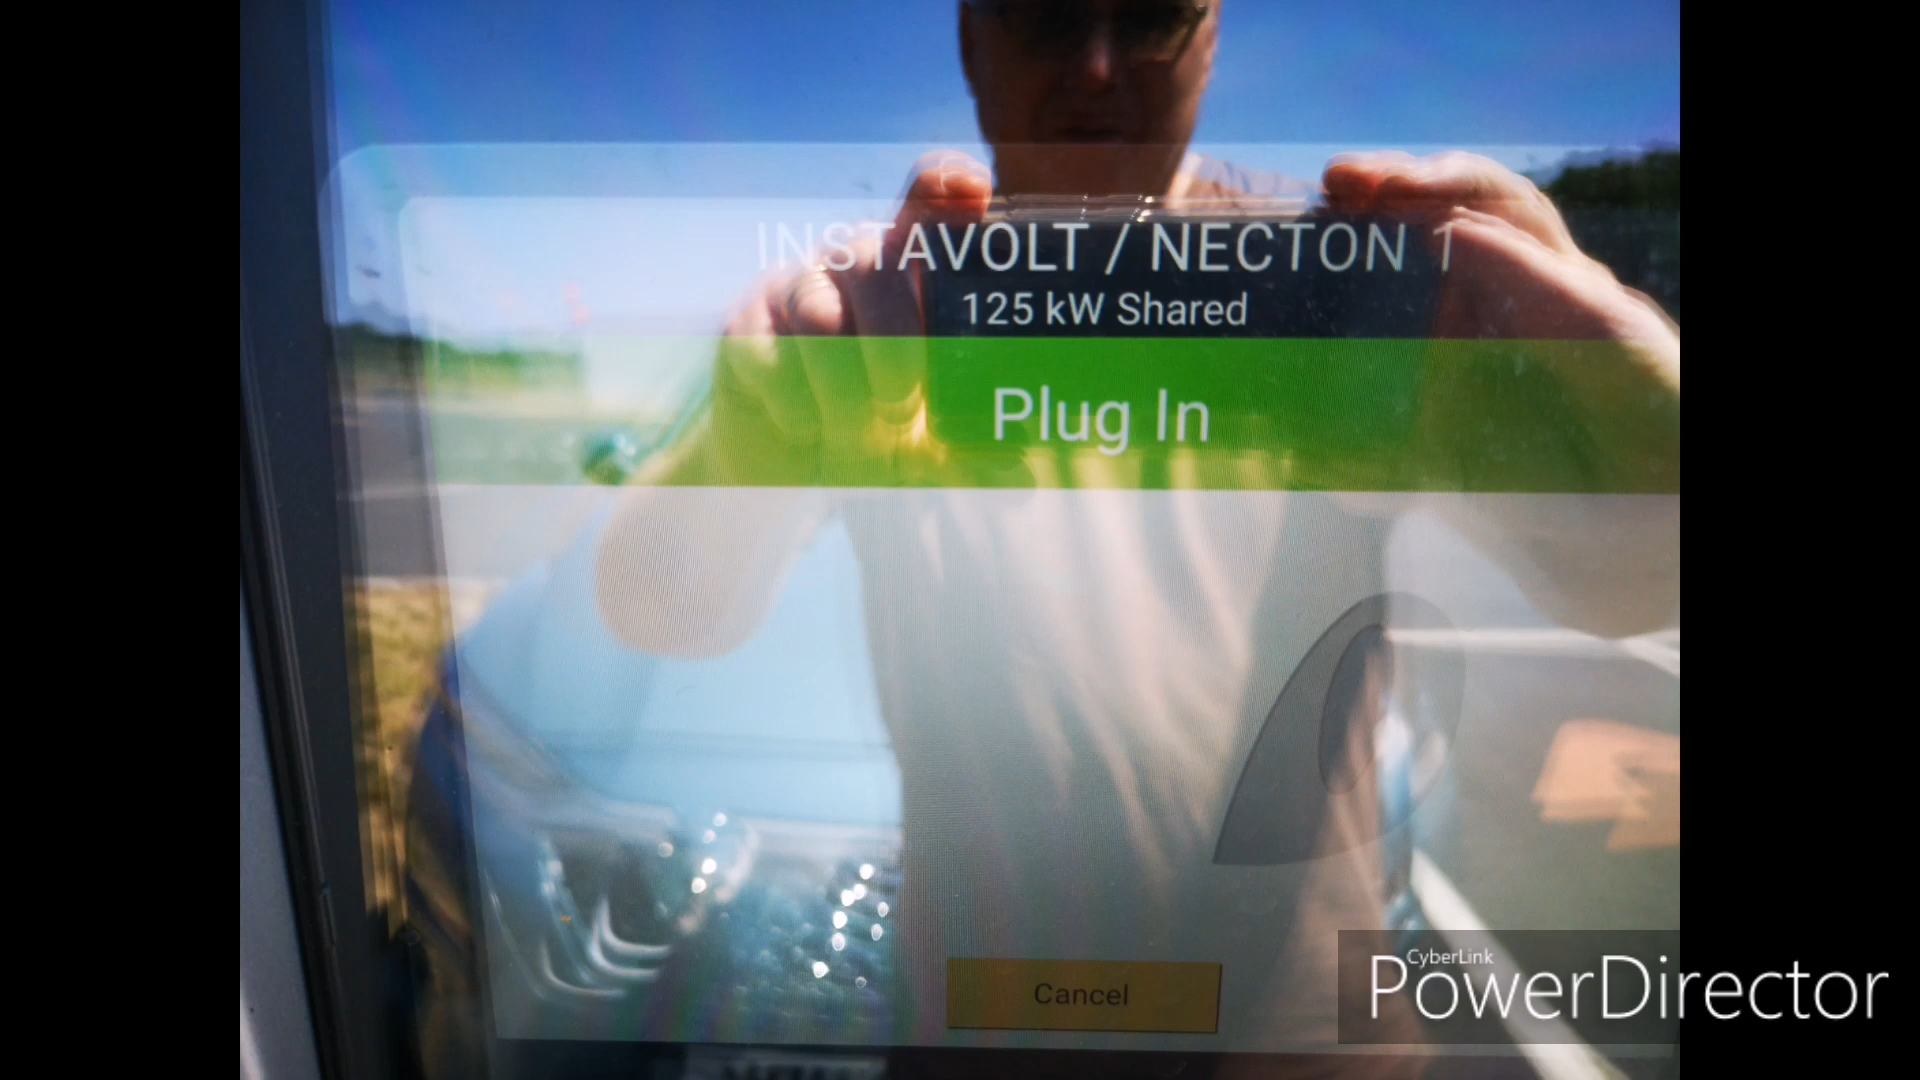 INSTAVOLT / NECTON 1
125 kW Shared
Plug In
Cancel
CyberLink
PowerDirector